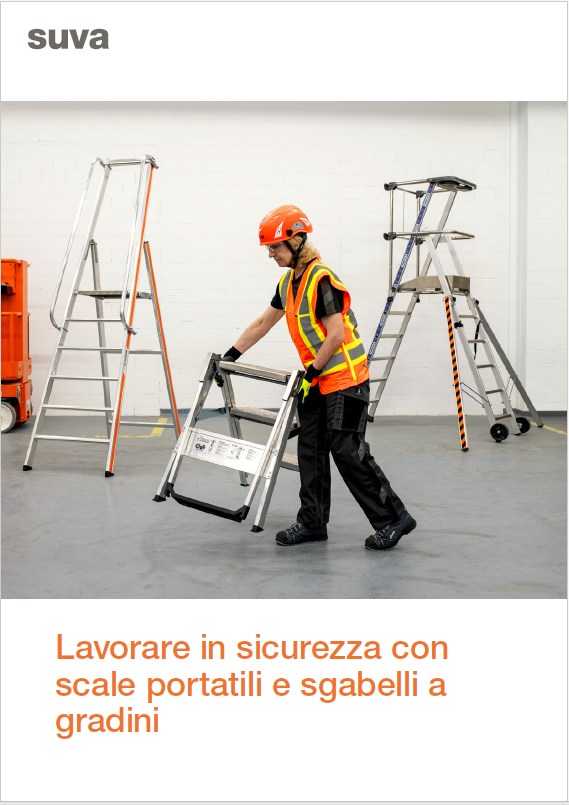 suva
Lavorare in sicurezza con
scale portatili e sgabelli a
gradini